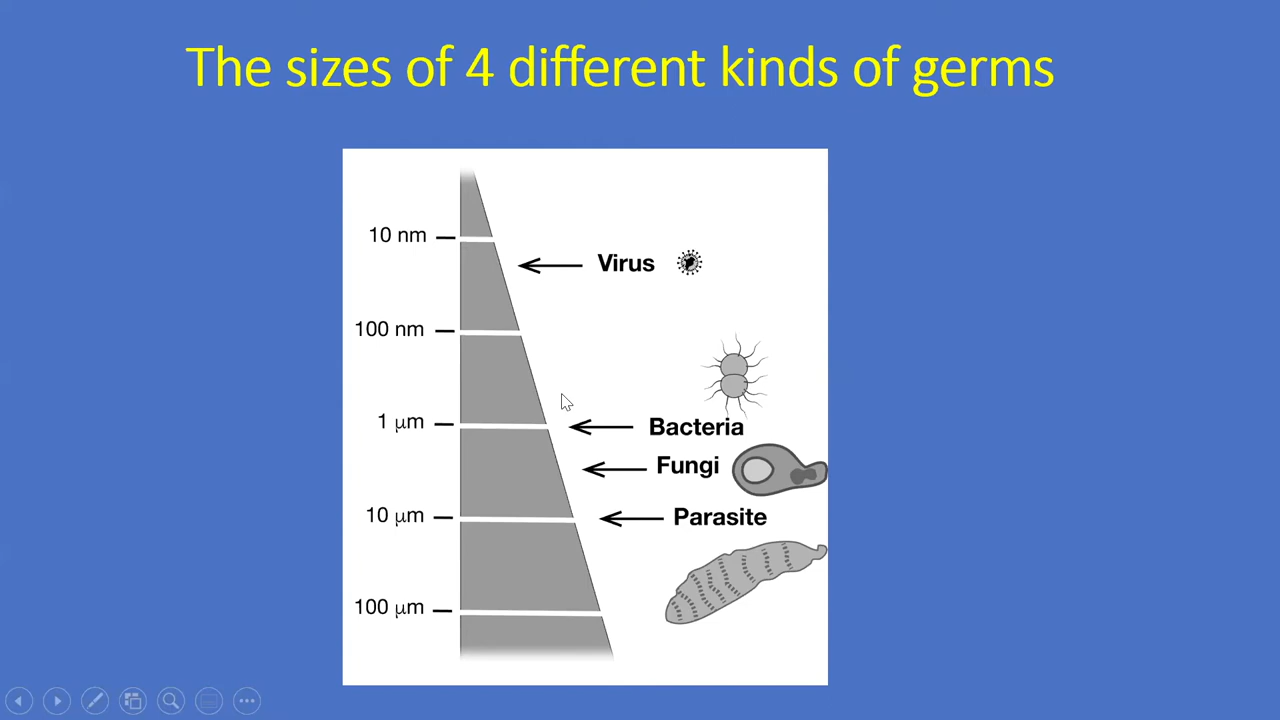 The sizes of 4 different kinds of germs
10 nm
Virus
100 nm
1 μm
Bacteria
Fungi
10 μm
Parasite
100 μm